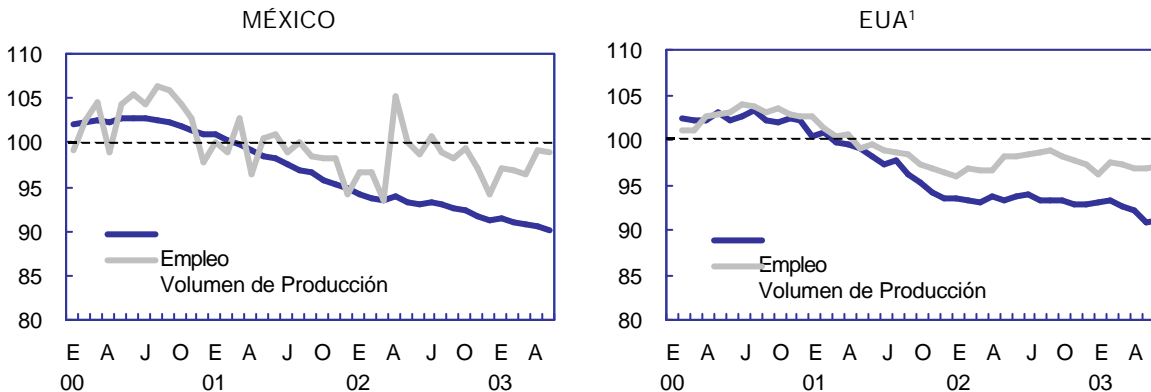 MÉXICO
110
105
100
95
90
85
80
Empleo
Volumen de Producción
E A J O E A J O E A J O E A
00 01 02 03
EUA¹
110
105
100
95
90
85
80
Empleo
Volumen de Producción
E A J O E A J O E A J O E A
00 01 02 03